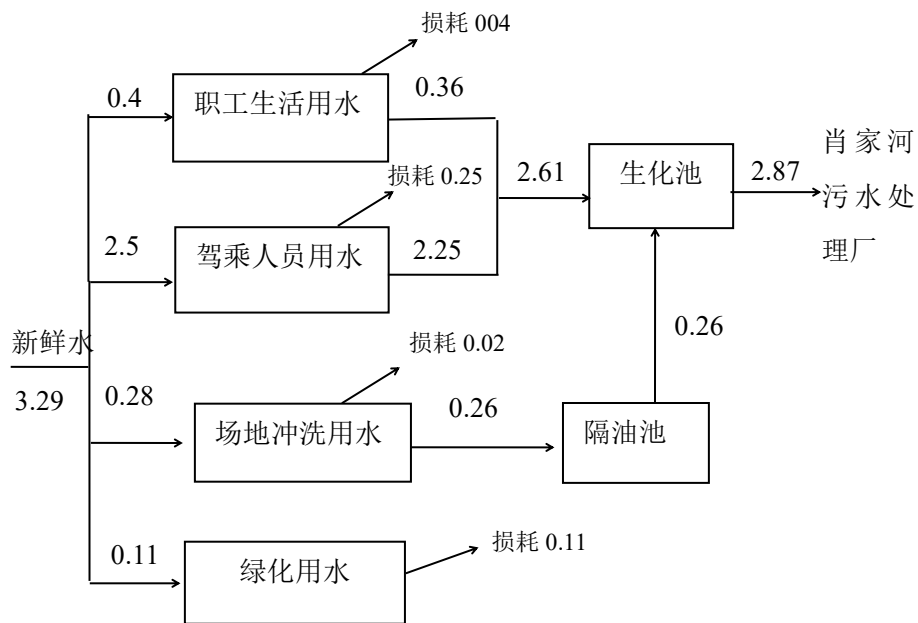 损耗 004
0.4
职工生活用水
0.36
损耗 0.25
2.61
生化池
2.87
肖家河
污水处
理厂
2.5
驾乘人员用水
2.25
新鲜水
3.29
0.28
损耗 0.02
场地冲洗用水
0.26
隔油池
0.26
0.11
绿化用水
损耗 0.11